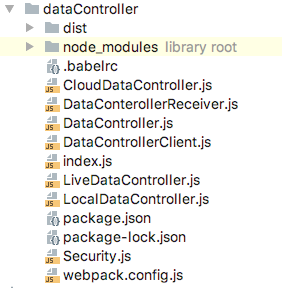 dataController
dist
node_modules library root
.babelrc
CloudDataController.js
DataConterollerReceiver.js
DataController.js
DataControllerClient.js
index.js
LiveDataController.js
LocalDataController.js
package.json
package-lock.json
Security.js
webpack.config.js